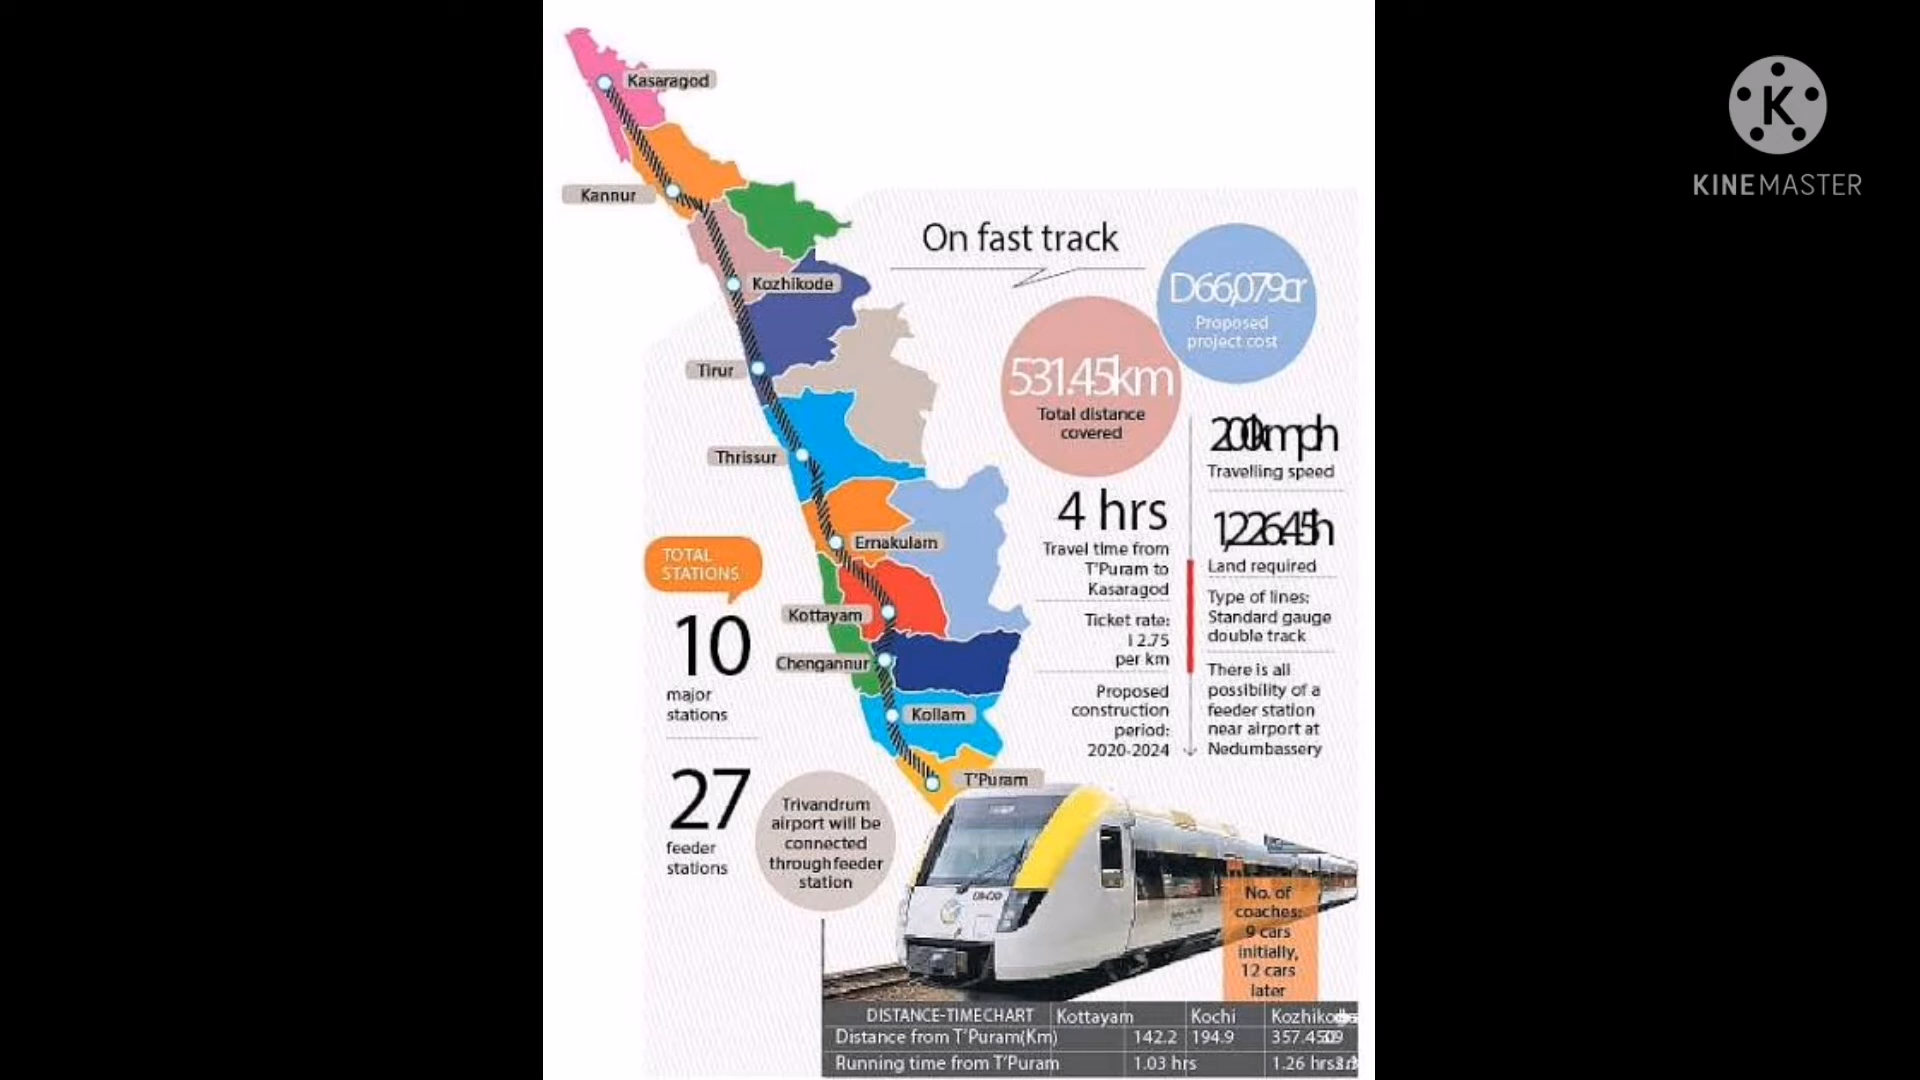 Kasaragod
Kannur
Kozhikode
Tirur
Thrissur
Ernakulam
Kottayam
Chengannur
Kollam
T'Puram
KINEMASTER
On fast track
D66,079cr
Proposed
project cost
531.45km
Total distance
covered
200kmph
Travelling speed
4 hrs
Travel time from
T'Puram to
Kasaragod
1,226.45h
Land required
Ticket rate:
I 2.75
per km
Type of lines:
Standard gauge
double track
Proposed
construction
period:
2020-2024
There is all
possibility of a
feeder station
near airport at
Nedumbassery
TOTAL
STATIONS
10
major
stations
27
feeder
stations
Trivandrum
airport will be
connected
through feeder
station
No. of
coaches:
9 cars
initially,
12 cars
later
DISTANCE-TIMECHART Kottayam Kochi
Distance from T'Puram(Km) 142.2 194.9
Running time from T'Puram 1.03 hrs 1.26 hrs